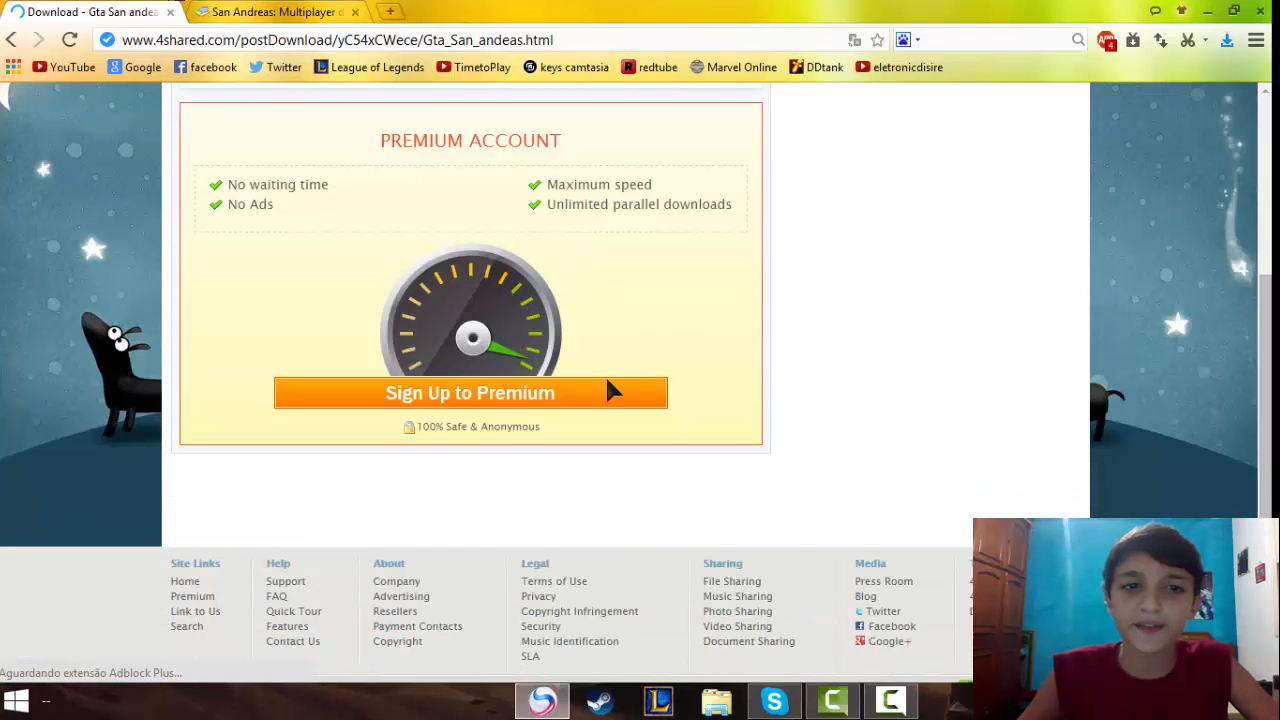 Download - Gta San andea
San Andreas: Multiplayer d
www.4shared.com/postDownload/yC54xCWece/Gta_San_andeas.html
4
YouTube
Google
facebook
Twitter
League of Legends
TimetoPlay
keys camtasia
redtube
Marvel Online
DDtank
eletronicdisire
PREMIUM ACCOUNT
No waiting time
Maximum speed
No Ads
Unlimited parallel downloads
Sign Up to Premium
100% Safe & Anonymous
Site Links
Home
Premium
Link to Us
Search
Help
Support
FAQ
Quick Tour
Features
Contact Us
About
Company
Advertising
Resellers
Payment Contacts
Copyright
Legal
Terms of Use
Privacy
Copyright Infringement
Security
Music Identification
SLA
Sharing
File Sharing
Music Sharing
Photo Sharing
Video Sharing
Document Sharing
Media
Press Room
Blog
Twitter
Facebook
Google+
Aguardando extensão Adblock Plus...